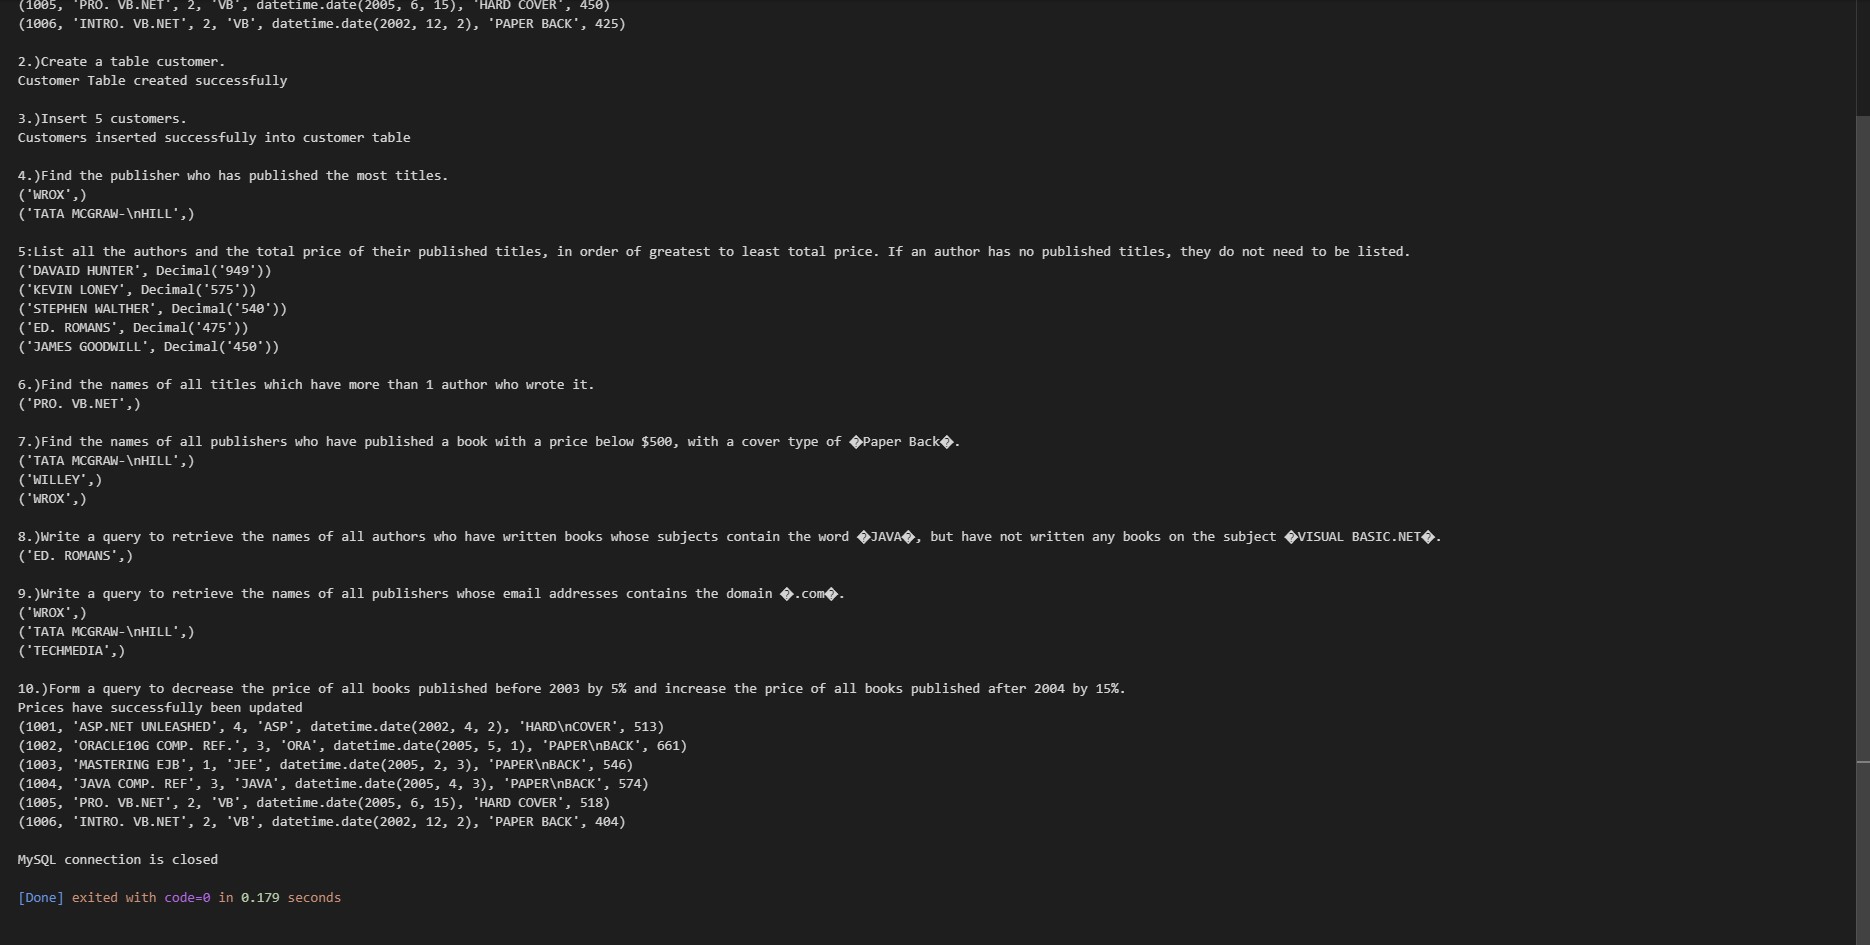 (1005, 'PRO. VB.NET', 2, 'VB', datetime.date(2005, 6, 15), 'HARD COVER', 450)
(1006, 'INTRO. VB.NET', 2, 'VB', datetime.date(2002, 12, 2), 'PAPER BACK', 425)
2.)Create a table customer.
Customer Table created successfully
3.)Insert 5 customers.
Customers inserted successfully into customer table
4.)Find the publisher who has published the most titles.
('WROX',)
('TATA MCGRAW-\nHILL',)
5:List all the authors and the total price of their published titles, in order of greatest to least total price. If an author has no published titles, they do not need to be listed.
('DAVAID HUNTER', Decimal('949'))
('KEVIN LONEY', Decimal('575'))
('STEPHEN WALTHER', Decimal('540'))
('ED. ROMANS', Decimal('475'))
('JAMES GOODWILL', Decimal('450'))
6.)Find the names of all titles which have more than 1 author who wrote it.
('PRO. VB.NET',)
7.)Find the names of all publishers who have published a book with a price below $500, with a cover type of �Paper Back�.
('TATA MCGRAW-\nHILL',)
('WILLEY',)
('WROX',)
8.)Write a query to retrieve the names of all authors who have written books whose subjects contain the word �JAVA�, but have not written any books on the subject �VISUAL BASIC.NET�.
('ED. ROMANS',)
9.)Write a query to retrieve the names of all publishers whose email addresses contains the domain �.com�.
('WROX',)
('TATA MCGRAW-\nHILL',)
('TECHMEDIA',)
10.)Form a query to decrease the price of all books published before 2003 by 5% and increase the price of all books published after 2004 by 15%.
Prices have successfully been updated
(1001, 'ASP.NET UNLEASHED', 4, 'ASP', datetime.date(2002, 4, 2), 'HARD\nCOVER', 513)
(1002, 'ORACLE10G COMP. REF.', 3, 'ORA', datetime.date(2005, 5, 1), 'PAPER\nBACK', 661)
(1003, 'MASTERING EJB', 1, 'JEE', datetime.date(2005, 2, 3), 'PAPER\nBACK', 546)
(1004, 'JAVA COMP. REF', 3, 'JAVA', datetime.date(2005, 4, 3), 'PAPER\nBACK', 574)
(1005, 'PRO. VB.NET', 2, 'VB', datetime.date(2005, 6, 15), 'HARD COVER', 518)
(1006, 'INTRO. VB.NET', 2, 'VB', datetime.date(2002, 12, 2), 'PAPER BACK', 404)
MySQL connection is closed
[Done] exited with code=0 in 0.179 seconds